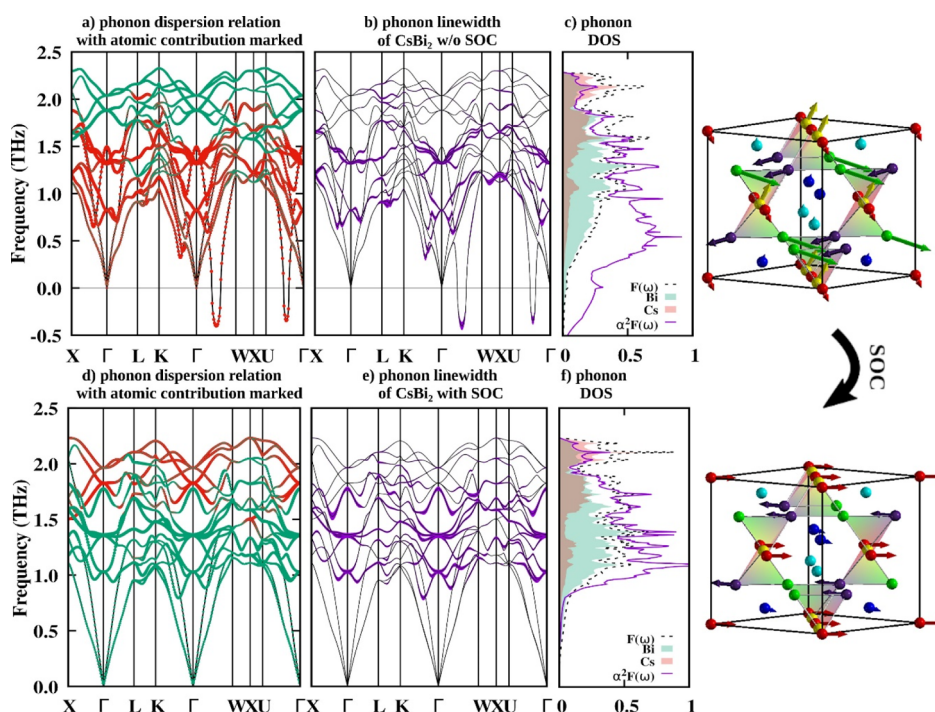 a) phonon dispersion relation
with atomic contribution marked
b) phonon linewidth
of CsBi₂ w/o SOC
c) phonon
DOS
Frequency (THz)
2.5
2.0
1.5
1.0
0.5
0.0
-0.5
F(ω)
Bi
Cs
α²F(ω)
X Γ L K Γ WXU Γ
X Γ L K Γ WXU Γ
0 0.5 1
SOC
d) phonon dispersion relation
with atomic contribution marked
e) phonon linewidth
of CsBi₂ with SOC
f) phonon
DOS
Frequency (THz)
2.5
2.0
1.5
1.0
0.5
0.0
F(ω)
Bi
Cs
α²F(ω)
X Γ L K Γ WXU Γ
X Γ L K Γ WXU Γ
0 0.5 1